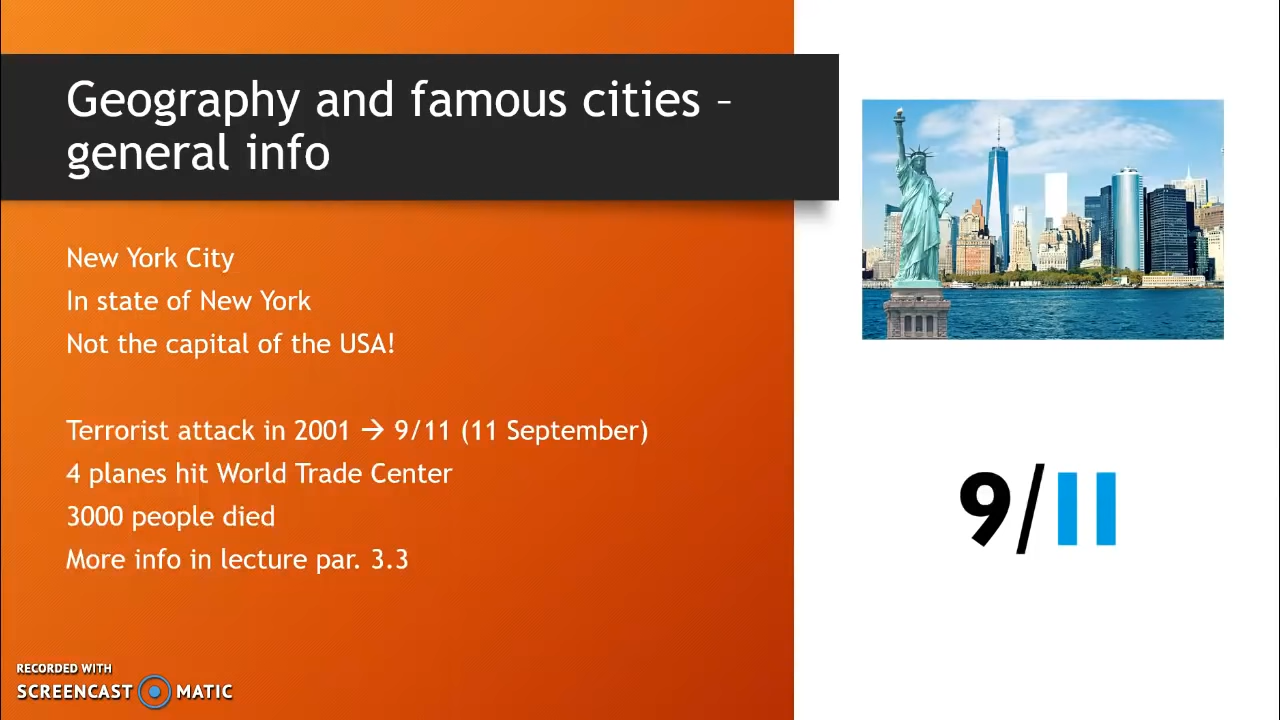 Geography and famous cities –
general info
New York City
In state of New York
Not the capital of the USA!
Terrorist attack in 2001 → 9/11 (11 September)
4 planes hit World Trade Center
3000 people died
More info in lecture par. 3.3
9/11
RECORDED WITH
SCREENCAST MATIC